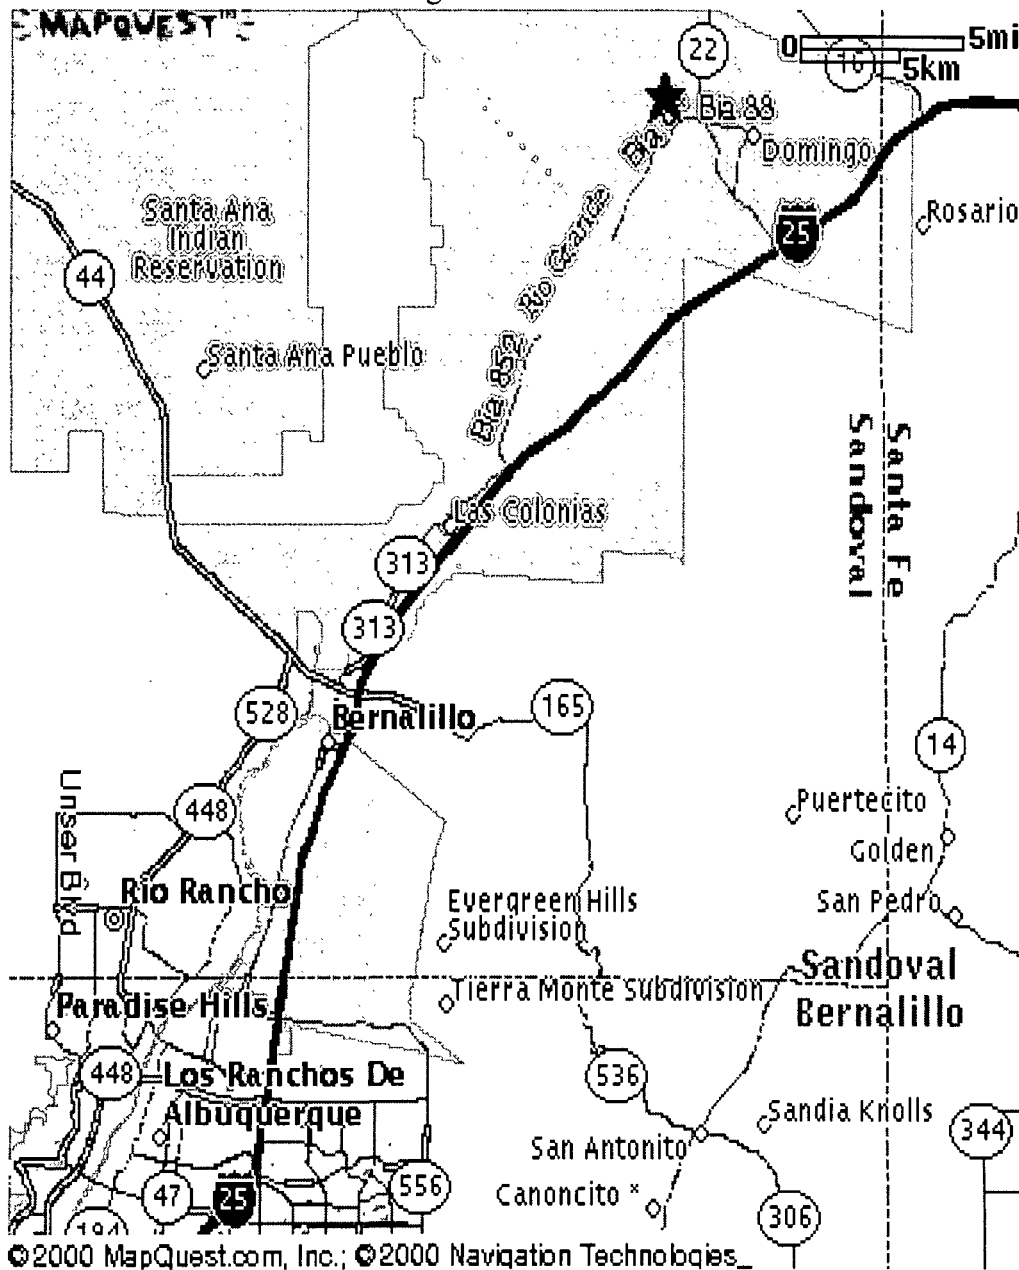 MAPQUEST™
22
0
5mi
16
5km
Bia 88
Bia
Domingo
Rosario
25
Santa Ana
Indian
Reservation
44
Rio Grande
Santa Ana Pueblo
Bia 852
Santa Fe
Sandoval
Las Colonias
313
313
528
Bernalillo
165
14
Unser Blvd
448
Puertecito
Golden
Rio Rancho
Evergreen Hills
Subdivision
San Pedro
Sandoval
Bernalillo
Tierra Monte Subdivision
Paradise Hills
448
Los Ranchos De
Albuquerque
536
Sandia Knolls
344
San Antonito
Canoncito
47
25
556
306
194
©2000 MapQuest.com, Inc.; ©2000 Navigation Technologies